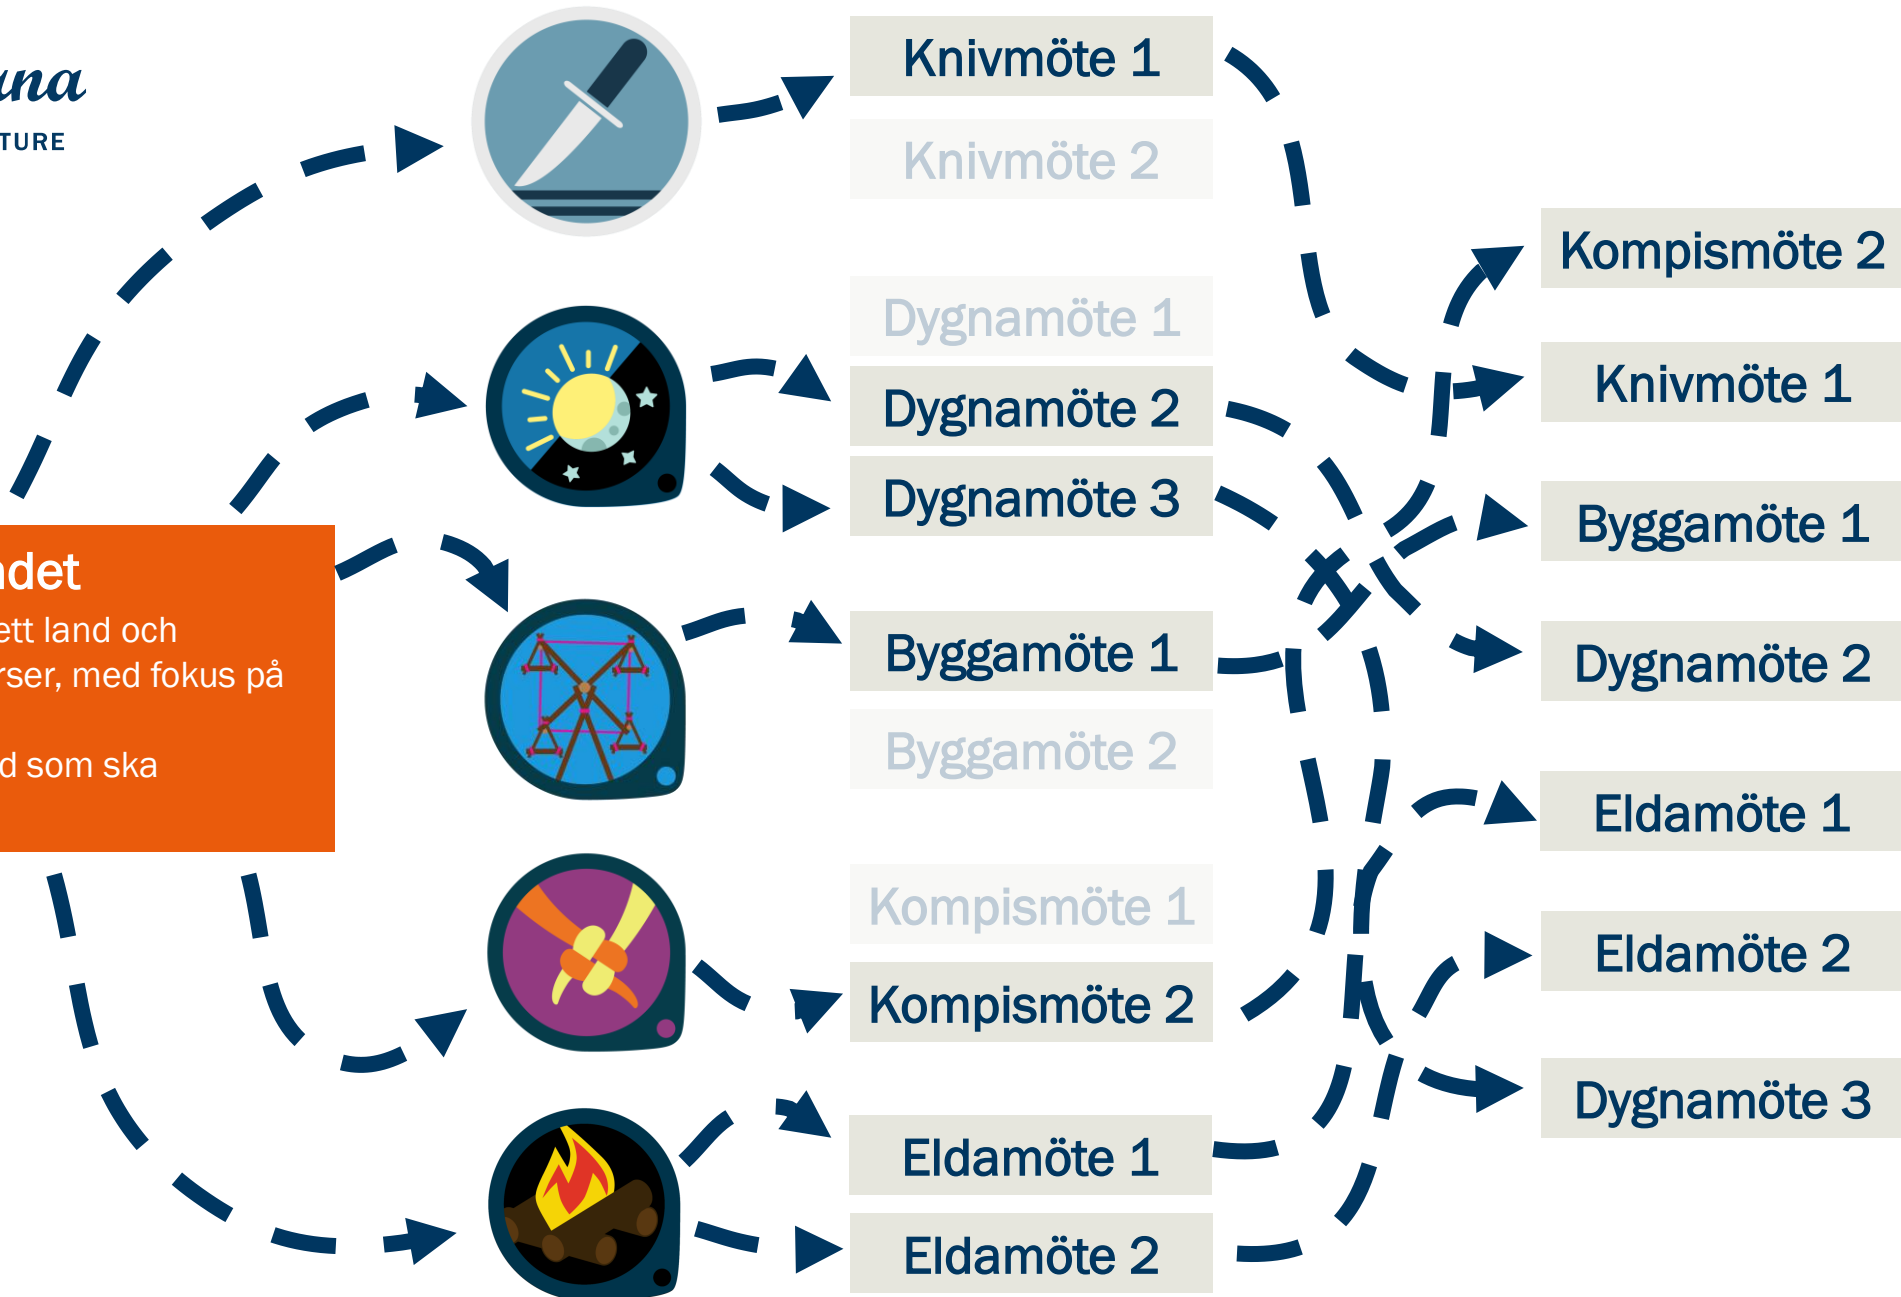 una
TURE
Knivmöte 1
Knivmöte 2
Dygnamöte 1
Dygnamöte 2
Dygnamöte 3
ndet
ett land och
rser, med fokus på
d som ska
Byggamöte 1
Byggamöte 2
Kompismöte 1
Kompismöte 2
Eldamöte 1
Eldamöte 2
Kompismöte 2
Knivmöte 1
Byggamöte 1
Dygnamöte 2
Eldamöte 1
Eldamöte 2
Dygnamöte 3